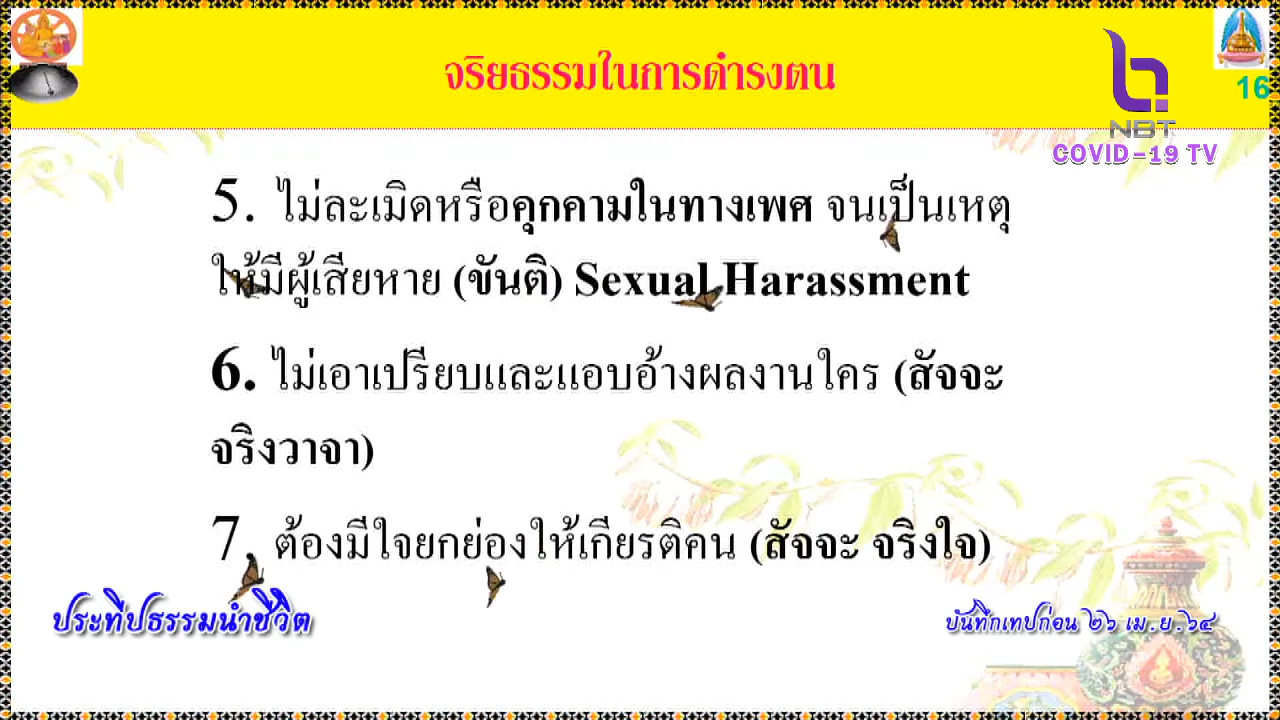 จริยธรรมในการดำรงตน
16
NBT
COVID-19 TV
5. ไม่ละเมิดหรือคุกคามในทางเพศ จนเป็นเหตุ
ให้มีผู้เสียหาย (ขันติ) Sexual Harassment
6. ไม่เอาเปรียบและแอบอ้างผลงานใคร (สัจจะ
จริงวาจา)
7. ต้องมีใจยกย่องให้เกียรติคน (สัจจะ จริงใจ)
ประทีปธรรมนำชีวิต
บันทึกเทปก่อน ๒๖ เม.ย.๖๔